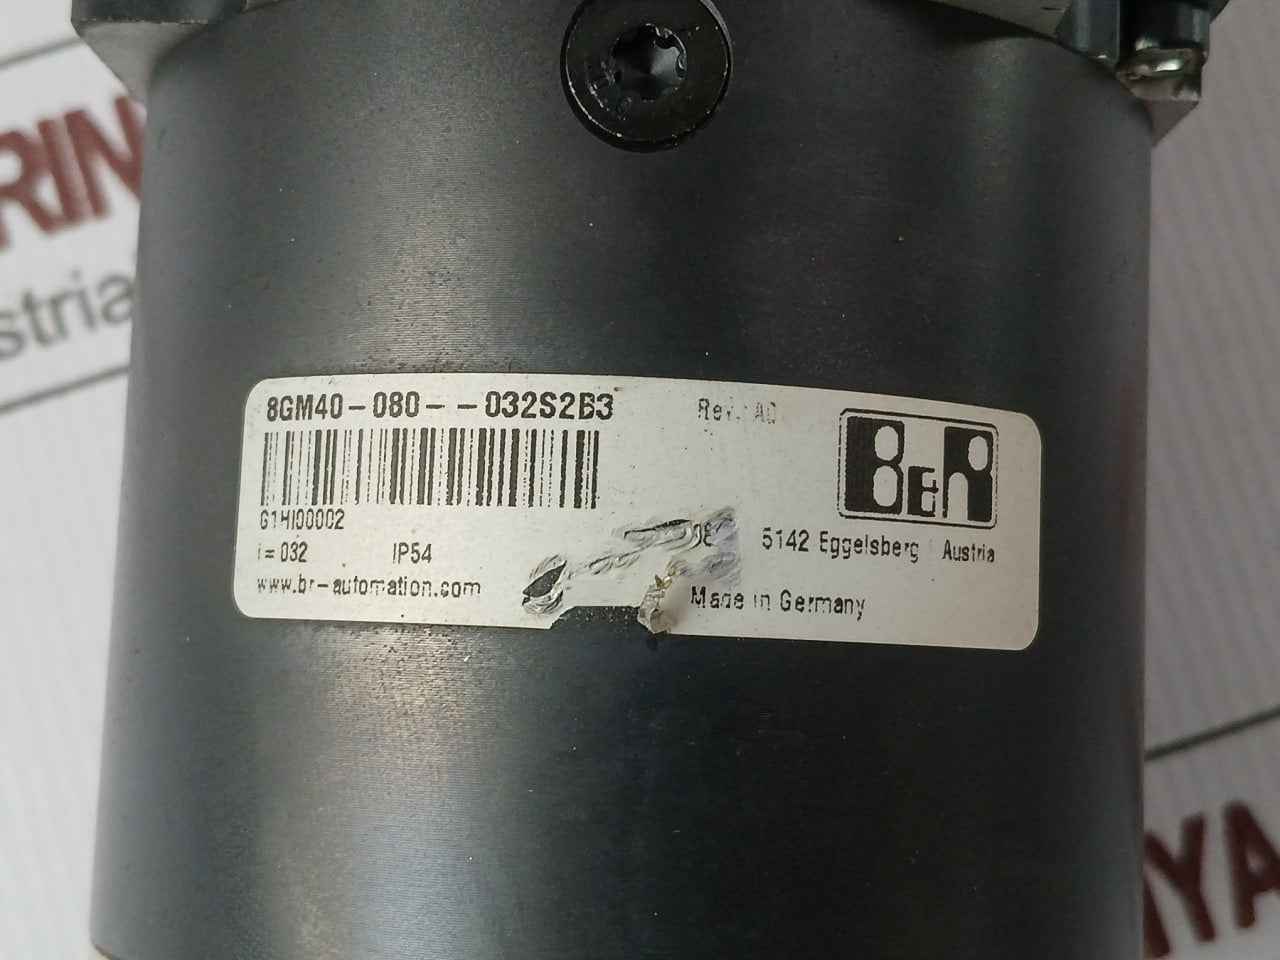 8GM40-080--032S2B3
Rev.: A0
B&R
G1HI00002
i=032 IP54
5142 Eggelsberg Austria
www.br-automation.com
Made in Germany